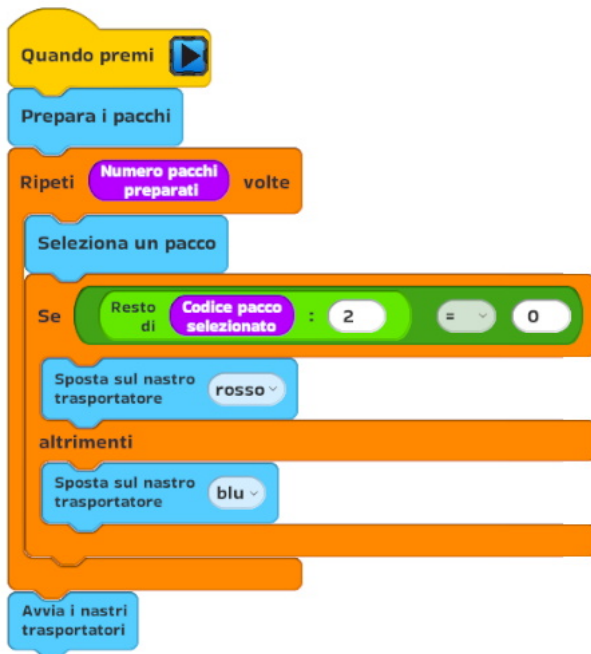 Quando premi
Prepara i pacchi
Ripeti Numero pacchi preparati volte
Seleziona un pacco
Se Resto di Codice pacco selezionato : 2 = 0
Sposta sul nastro trasportatore rosso
altrimenti
Sposta sul nastro trasportatore blu
Avvia i nastri
trasportatori